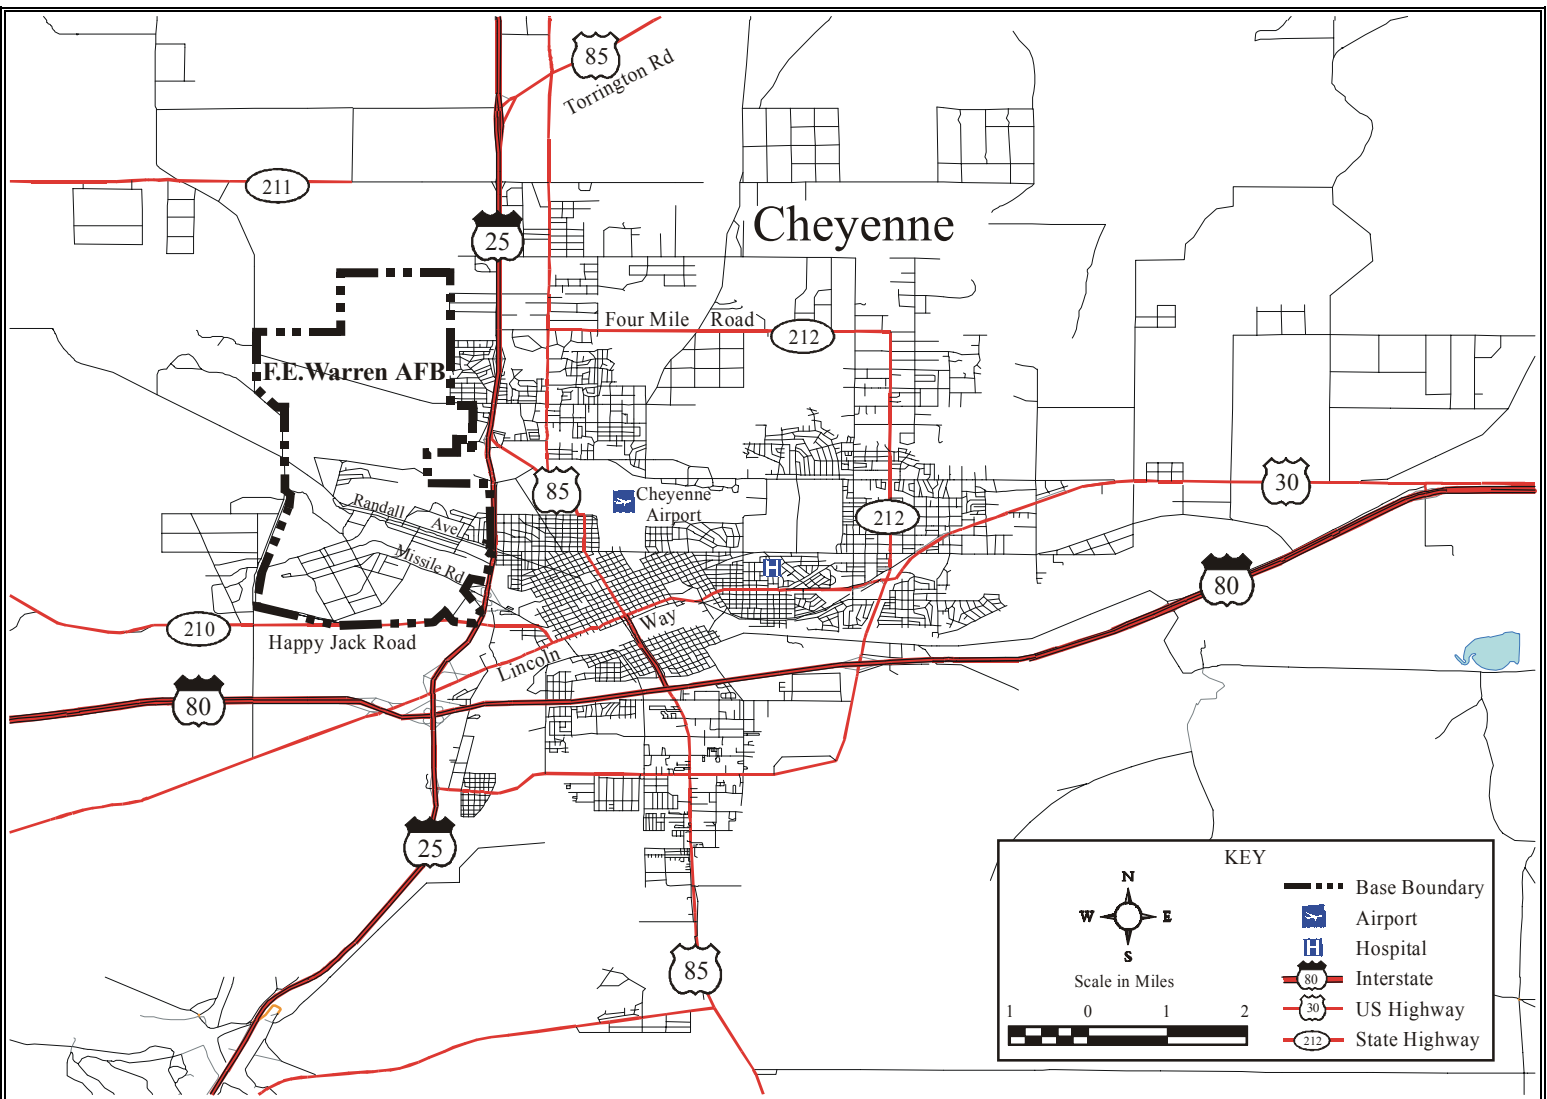 85
Torrington Rd
211
25
Cheyenne
Four Mile Road
212
F.E.Warren AFB
85
Cheyenne
Airport
30
212
Randall Ave
Missile Rd
H
80
210
Happy Jack Road
Lincoln Way
80
25
85
KEY
N
W E
S
Scale in Miles
1 0 1 2
Base Boundary
Airport
H Hospital
80 Interstate
30 US Highway
212 State Highway